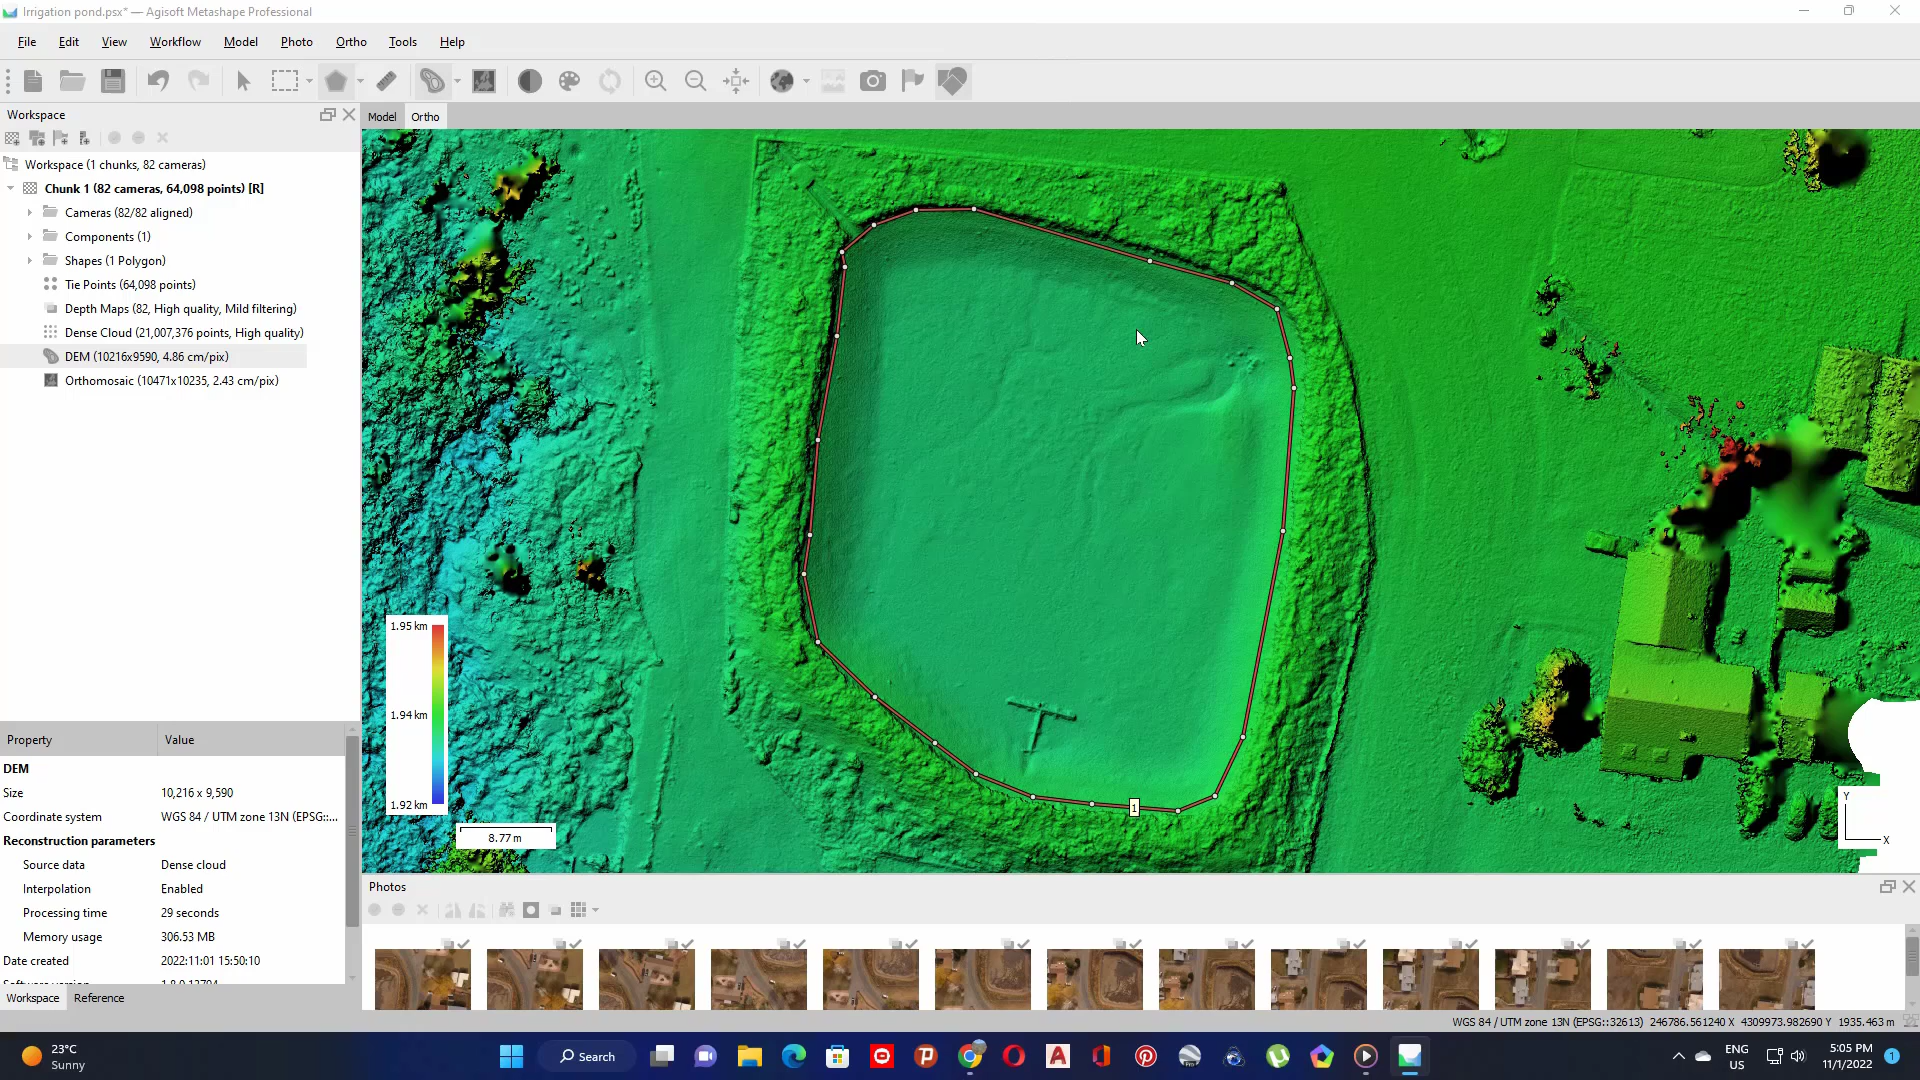 Irrigation pond.psx* — Agisoft Metashape Professional
File Edit View Workflow Model Photo Ortho Tools Help
Workspace
Model Ortho
Workspace (1 chunks, 82 cameras)
Chunk 1 (82 cameras, 64,098 points) [R]
Cameras (82/82 aligned)
Components (1)
Shapes (1 Polygon)
Tie Points (64,098 points)
Depth Maps (82, High quality, Mild filtering)
Dense Cloud (21,007,376 points, High quality)
DEM (10216x9590, 4.86 cm/pix)
Orthomosaic (10471x10235, 2.43 cm/pix)
1.95 km
1.94 km
1.92 km
8.77 m
1
Y
X
Property Value
DEM
Size 10,216 x 9,590
Coordinate system WGS 84 / UTM zone 13N (EPSG::...
Reconstruction parameters
Source data Dense cloud
Interpolation Enabled
Processing time 29 seconds
Memory usage 306.53 MB
Date created 2022:11:01 15:50:10
Workspace Reference
Photos
WGS 84 / UTM zone 13N (EPSG::32613) 246786.561240 X 4309973.982690 Y 1935.463 m
23°C
Sunny
Search
ENG
US
5:05 PM
11/1/2022
1